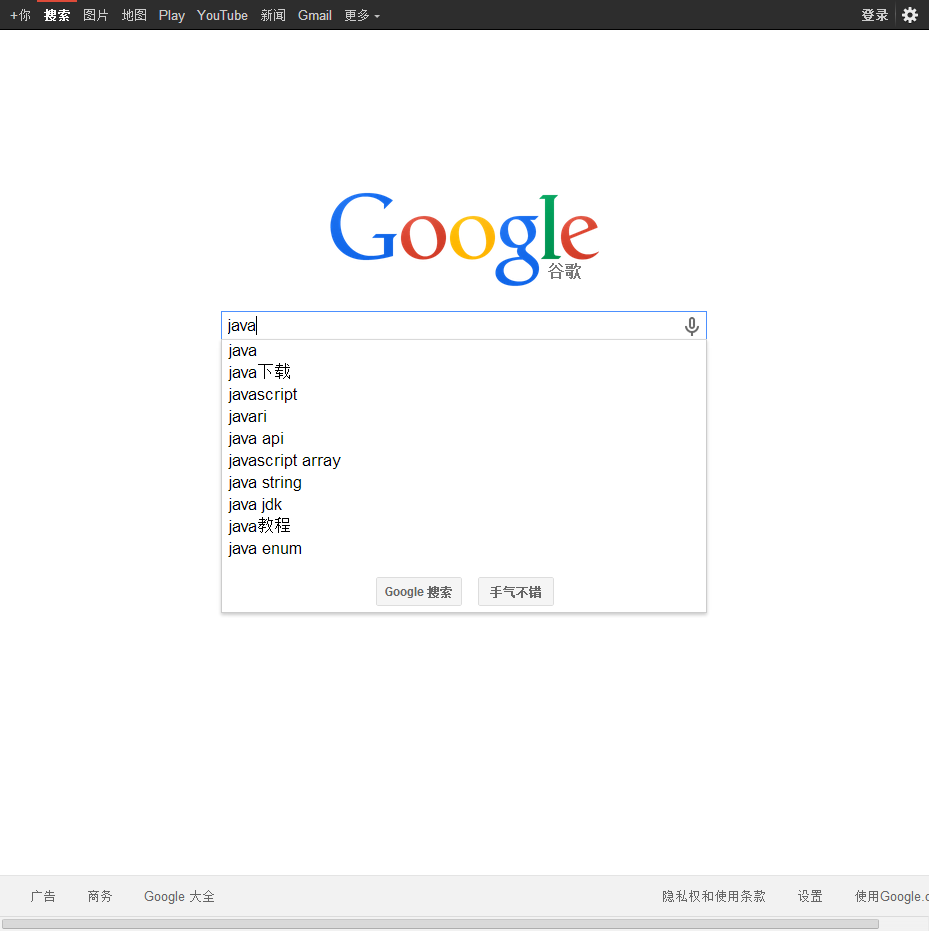 +你 搜索 图片 地图 Play YouTube 新闻 Gmail 更多 登录
Google
谷歌
java
java
java下载
javascript
javari
java api
javascript array
java string
java jdk
java教程
java enum
Google 搜索 手气不错
广告 商务 Google 大全 隐私权和使用条款 设置 使用Google.c